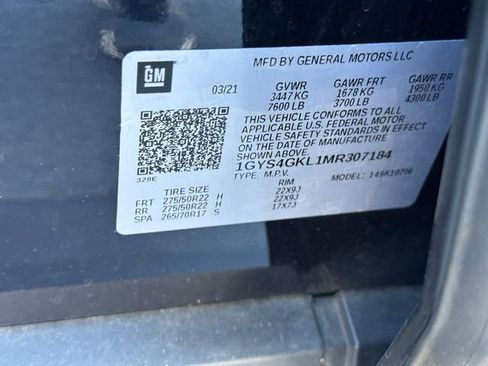 GM
MFD BY GENERAL MOTORS LLC
03/21 GVWR GAWR FRT GAWR RR
3447 KG 1678 KG 1950 KG
7600 LB 3700 LB 4300 LB
THIS VEHICLE CONFORMS TO ALL
APPLICABLE U.S. FEDERAL MOTOR
VEHICLE SAFETY STANDARDS IN EFFECT
ON THE DATE OF MANUFACTURE
1GYS4GKL1MR307184
328E TYPE: M.P.V. MODEL: 146K10706
TIRE SIZE RIM
FRT 275/50R22 H 22X9J
RR 275/50R22 H 22X9J
SPA 265/70R17 S 17X7J